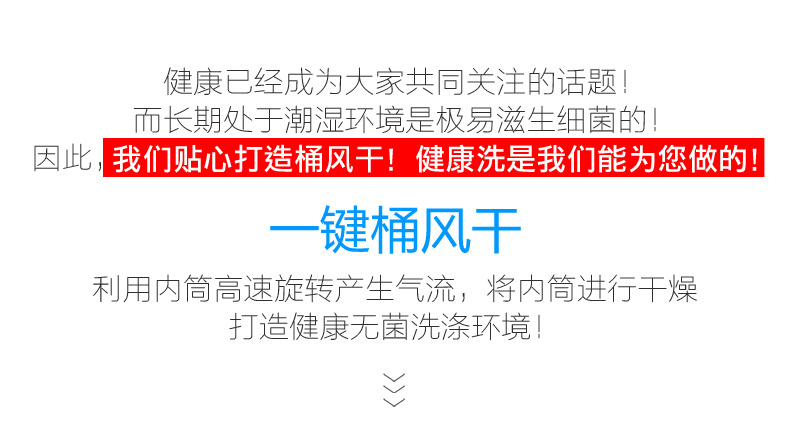 健康已经成为大家共同关注的话题！
而长期处于潮湿环境是极易滋生细菌的！
因此，我们贴心打造桶风干！健康洗是我们能为您做的！
一键桶风干
利用内筒高速旋转产生气流，将内筒进行干燥
打造健康无菌洗涤环境！